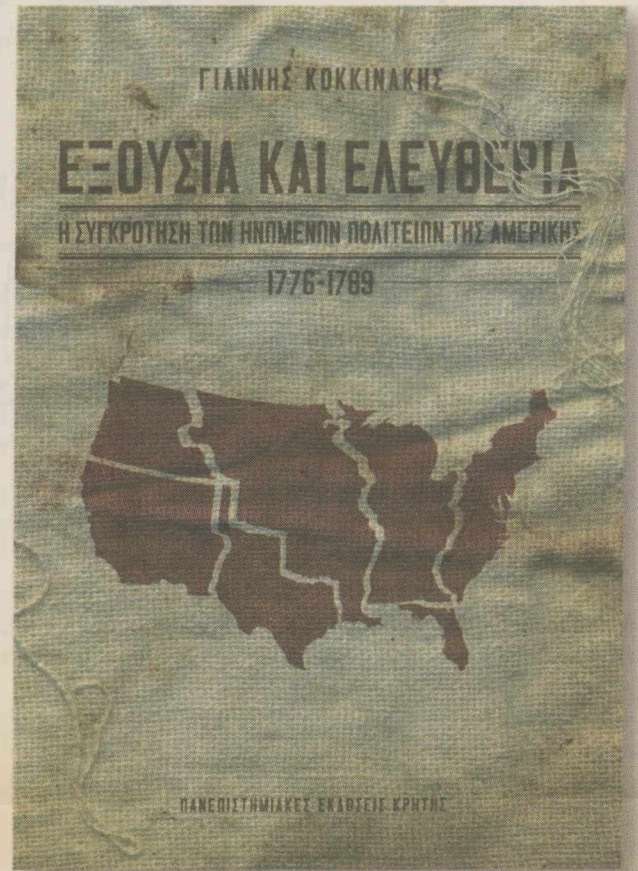 ΓΙΑΝΝΗΣ ΚΟΚΚΙΝΑΚΗΣ
ΕΞΟΥΣΙΑ ΚΑΙ ΕΛΕΥΘΕΡΙΑ
Η ΣΥΓΚΡΟΤΗΣΗ ΤΩΝ ΗΝΩΜΕΝΩΝ ΠΟΛΙΤΕΙΩΝ ΤΗΣ ΑΜΕΡΙΚΗΣ
1776-1789
ΠΑΝΕΠΙΣΤΗΜΙΑΚΕΣ ΕΚΔΟΣΕΙΣ ΚΡΗΤΗΣ